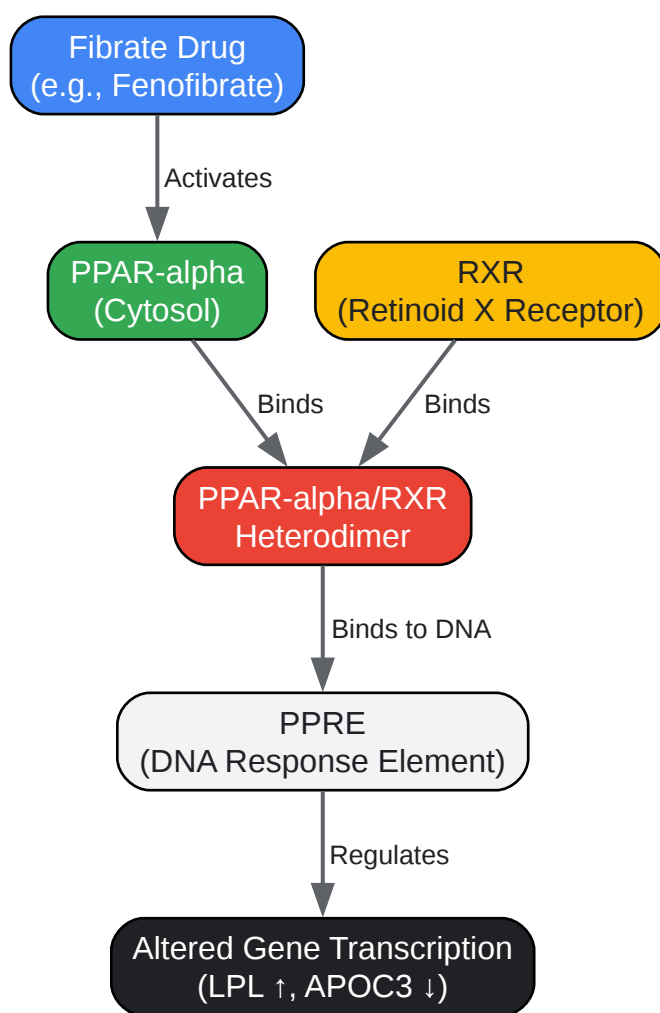 Fibrate Drug
(e.g., Fenofibrate)
Activates
PPAR-alpha
(Cytosol)
RXR
(Retinoid X Receptor)
Binds
Binds
PPAR-alpha/RXR
Heterodimer
Binds to DNA
PPRE
(DNA Response Element)
Regulates
Altered Gene Transcription
(LPL ↑, APOC3 ↓)